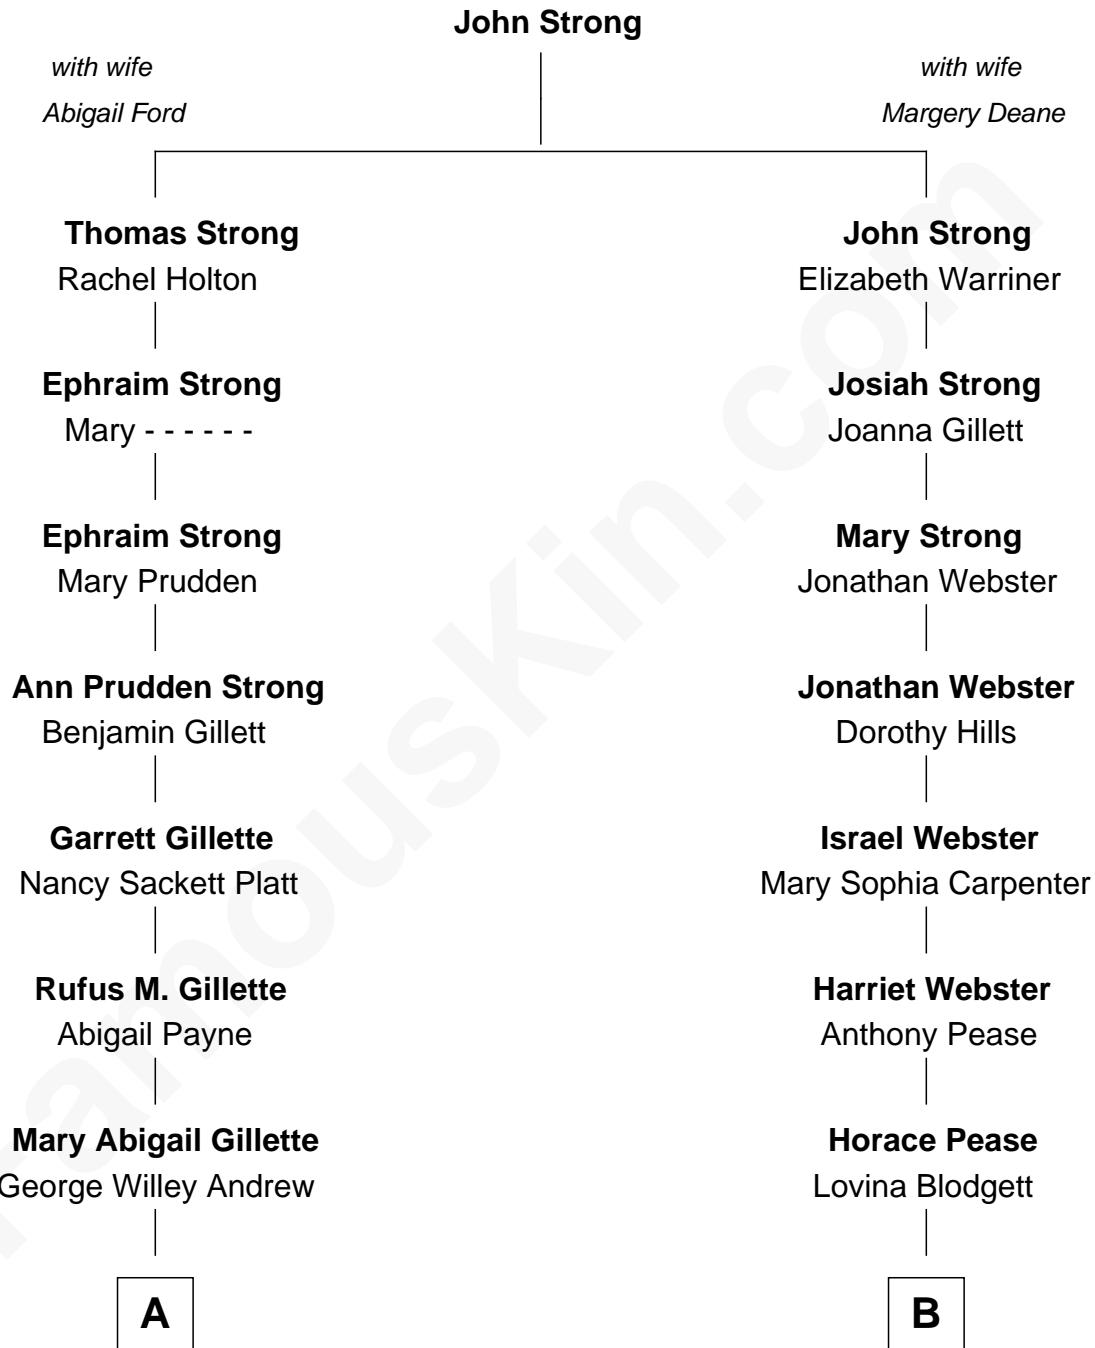 John Strong
with wife
Abigail Ford
with wife
Margery Deane
Thomas Strong
Rachel Holton
John Strong
Elizabeth Warriner
Ephraim Strong
Mary - - - - - -
Josiah Strong
Joanna Gillett
Ephraim Strong
Mary Prudden
Mary Strong
Jonathan Webster
Ann Prudden Strong
Benjamin Gillett
Jonathan Webster
Dorothy Hills
Garrett Gillette
Nancy Sackett Platt
Israel Webster
Mary Sophia Carpenter
Rufus M. Gillette
Abigail Payne
Harriet Webster
Anthony Pease
Mary Abigail Gillette
George Willey Andrew
Horace Pease
Lovina Blodgett
A
B
FamousKin.com